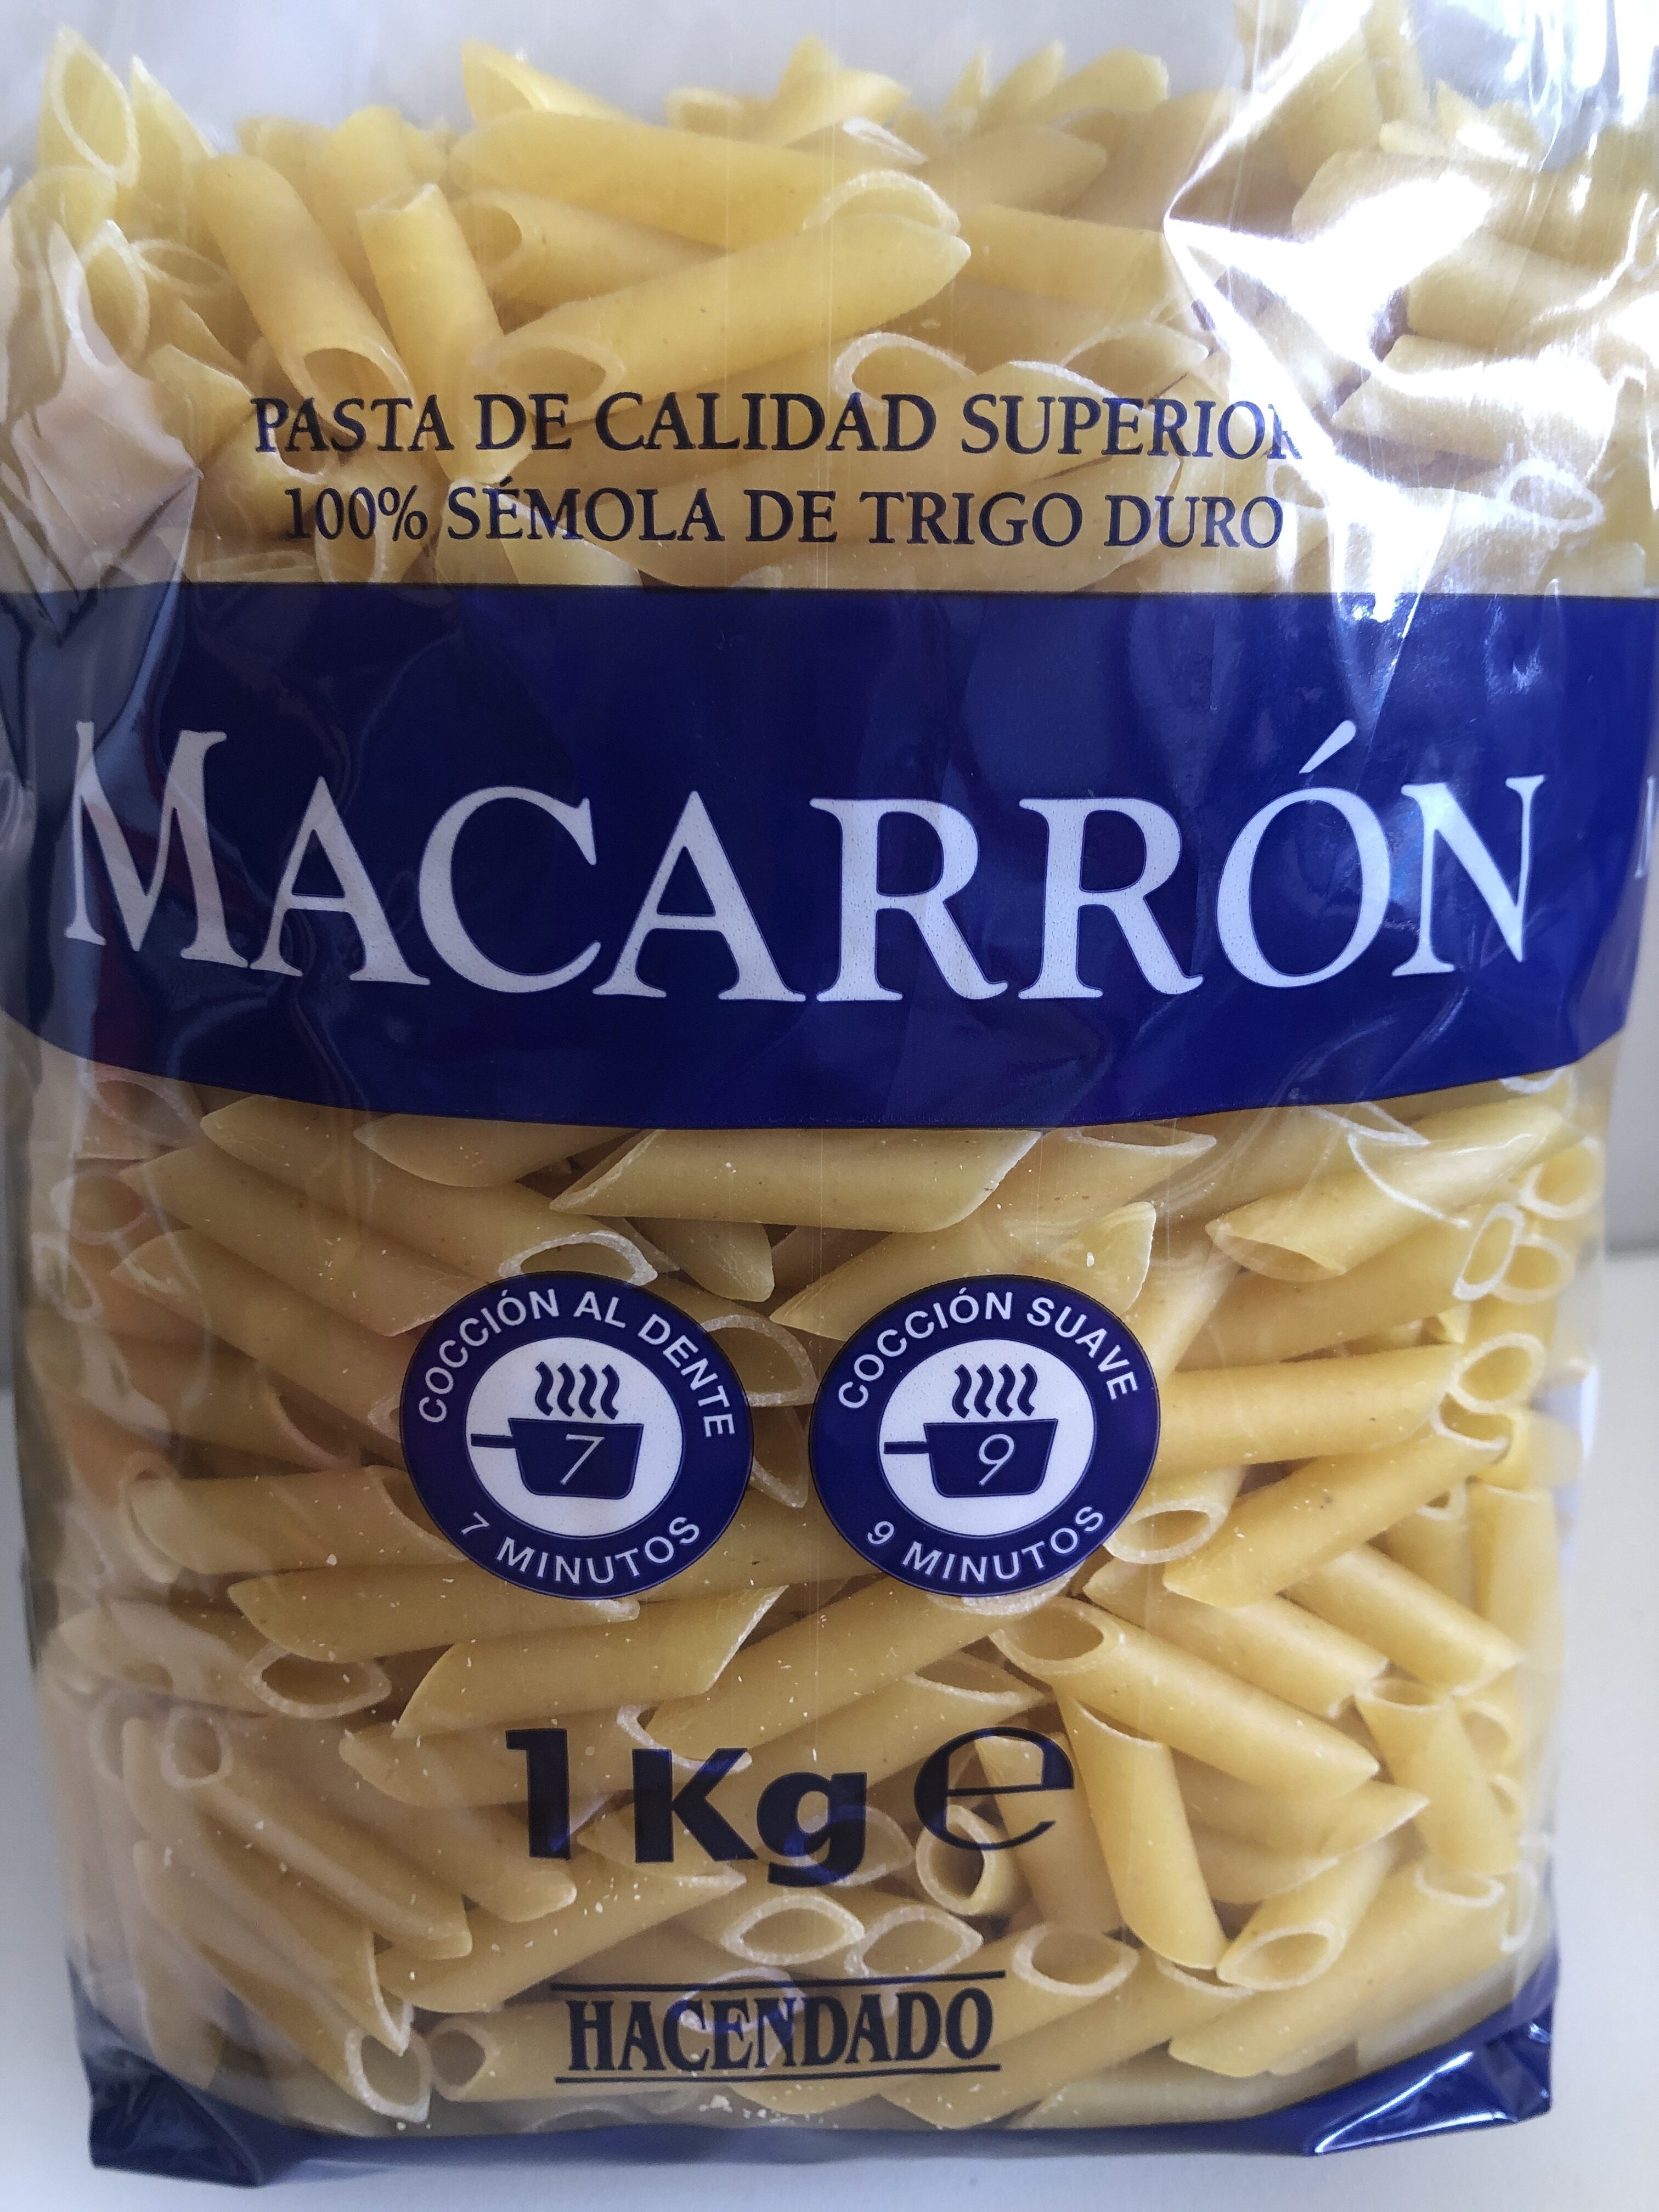 PASTA DE CALIDAD SUPERIOR
100% SÉMOLA DE TRIGO DURO
MACARRÓN
COCCIÓN AL DENTE
7
7 MINUTOS
COCCIÓN SUAVE
9
9 MINUTOS
1Kg e
HACENDADO